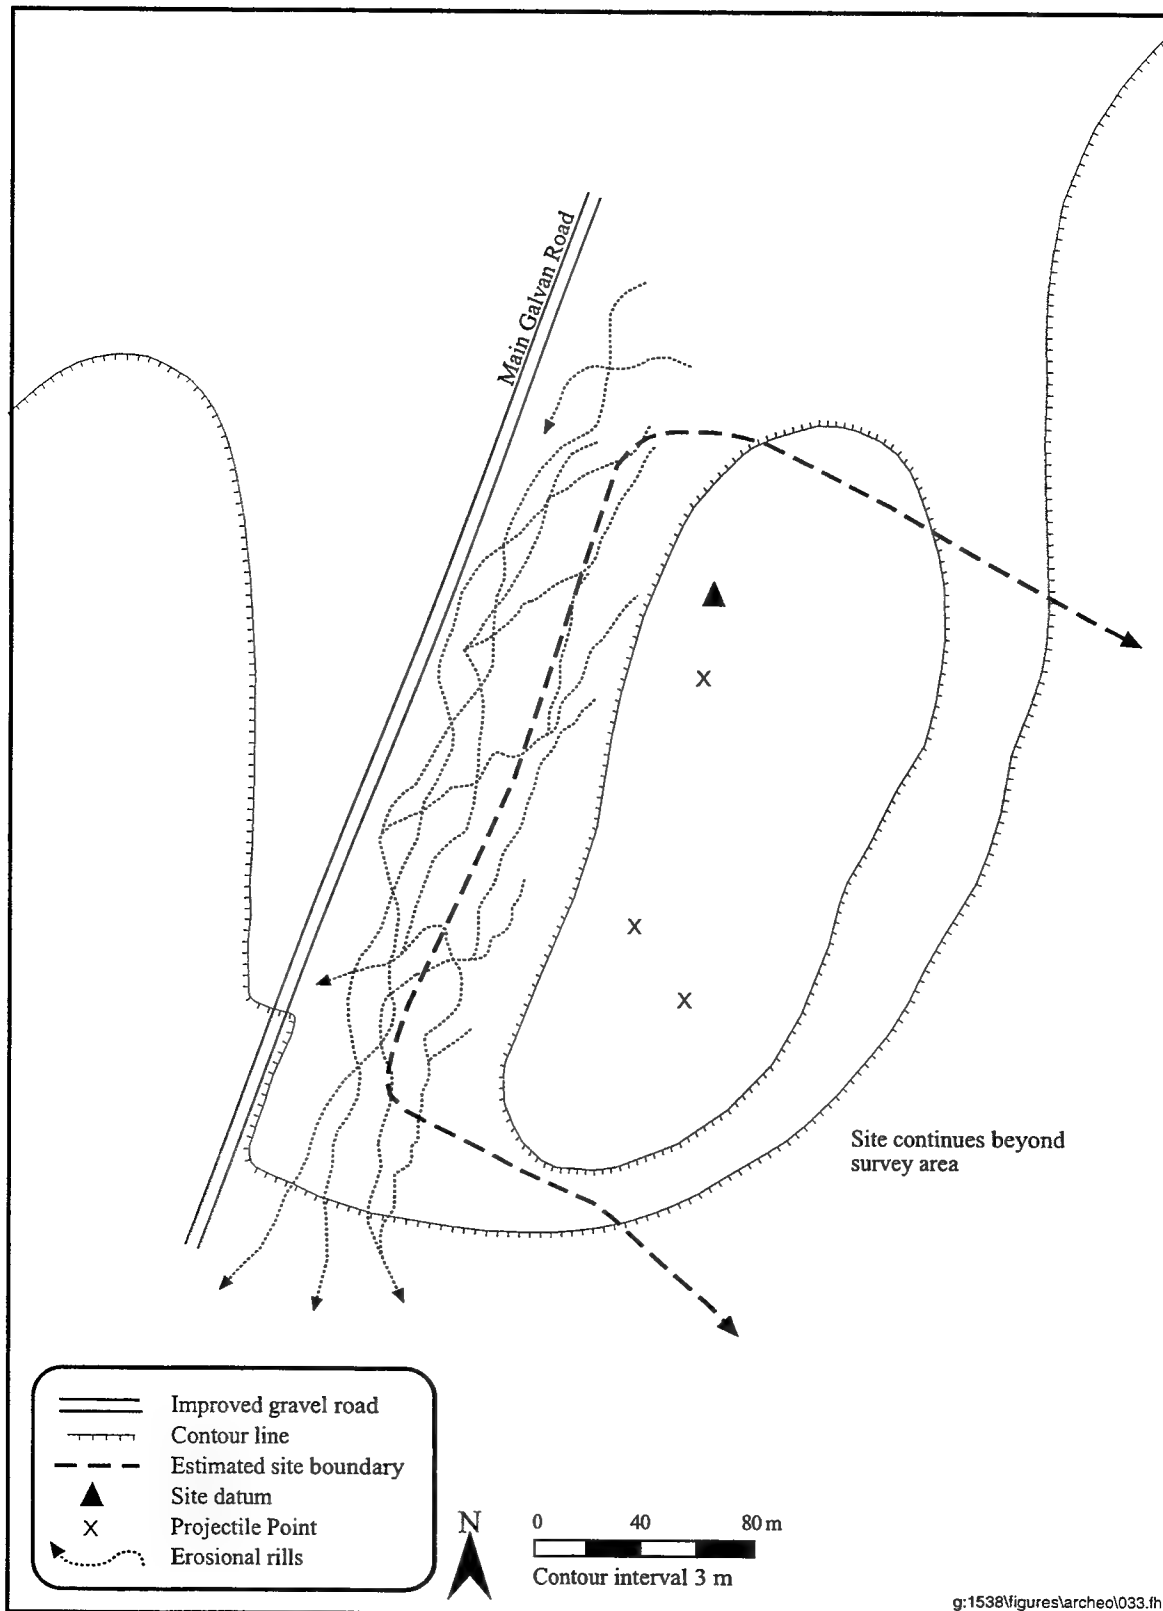 Main Galvan Road
Site continues beyond
survey area
Improved gravel road
Contour line
Estimated site boundary
Site datum
x Projectile Point
Erosional rills
N
0 40 80 m
Contour interval 3 m
g:1538\figures\archeo\033.fh